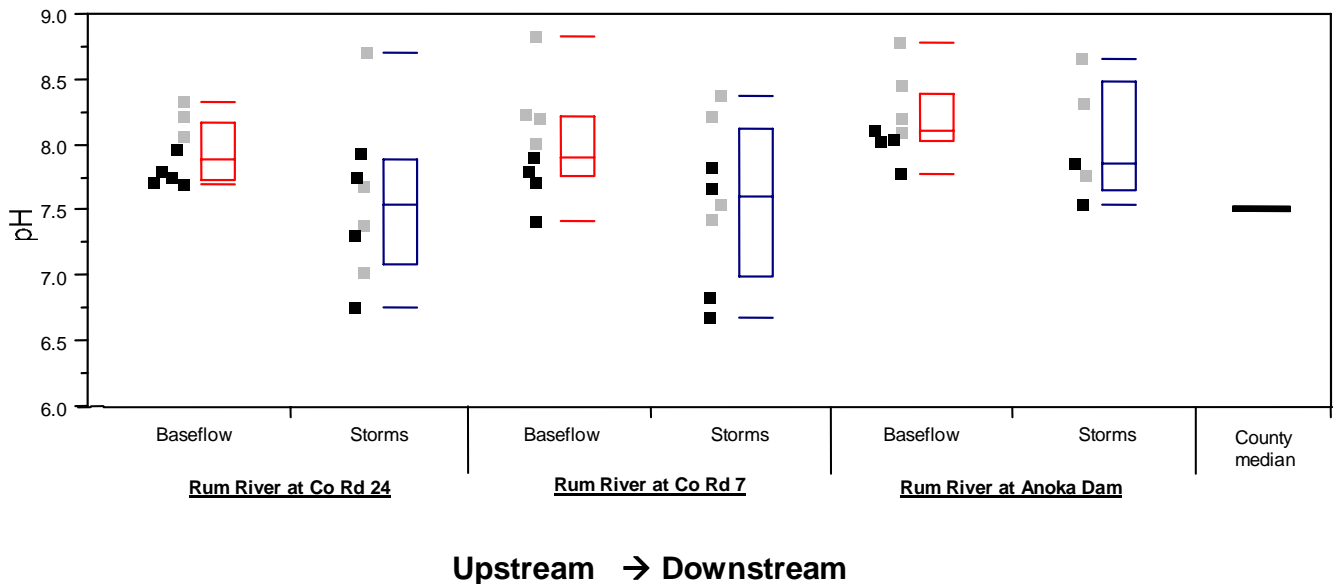 9.0
8.5
8.0
7.5
7.0
6.5
6.0
pH
Baseflow Storms Baseflow Storms Baseflow Storms County
median
Rum River at Co Rd 24 Rum River at Co Rd 7 Rum River at Anoka Dam
Upstream → Downstream